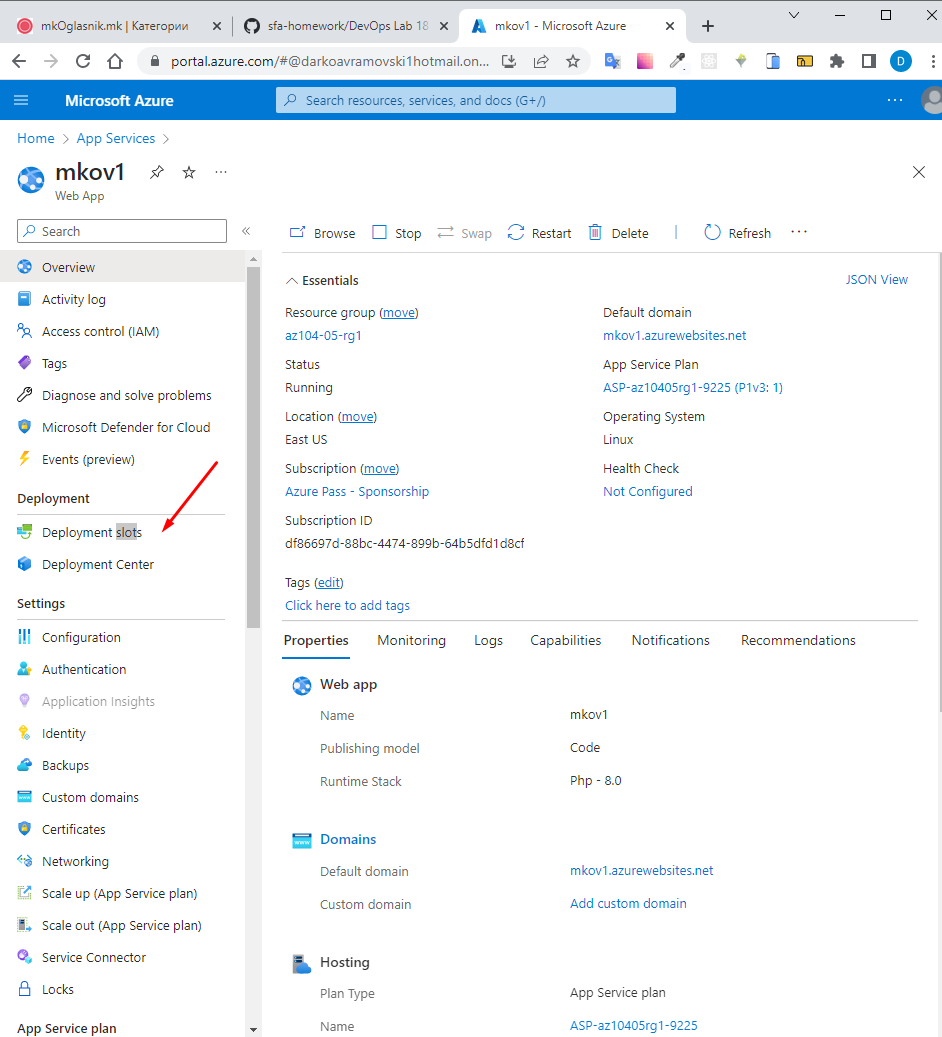 mkOglasnik.mk | Категории
sfa-homework/DevOps Lab 18
mkov1 - Microsoft Azure
portal.azure.com/#@darkoavramovski1hotmail.on...
D
Microsoft Azure
Search resources, services, and docs (G+/)
Home > App Services >
mkov1
Web App
Search
Browse
Stop
Swap
Restart
Delete
Refresh
Overview
Activity log
Access control (IAM)
Tags
Diagnose and solve problems
Microsoft Defender for Cloud
Events (preview)
Deployment
Deployment slots
Deployment Center
Settings
Configuration
Authentication
Application Insights
Identity
Backups
Custom domains
Certificates
Networking
Scale up (App Service plan)
Scale out (App Service plan)
Service Connector
Locks
App Service plan
Essentials
JSON View
Resource group (move)
az104-05-rg1
Status
Running
Location (move)
East US
Subscription (move)
Azure Pass - Sponsorship
Subscription ID
df86697d-88bc-4474-899b-64b5dfd1d8cf
Tags (edit)
Click here to add tags
Default domain
mkov1.azurewebsites.net
App Service Plan
ASP-az10405rg1-9225 (P1v3: 1)
Operating System
Linux
Health Check
Not Configured
Properties
Monitoring
Logs
Capabilities
Notifications
Recommendations
Web app
Name mkov1
Publishing model Code
Runtime Stack Php - 8.0
Domains
Default domain mkov1.azurewebsites.net
Custom domain Add custom domain
Hosting
Plan Type App Service plan
Name ASP-az10405rg1-9225